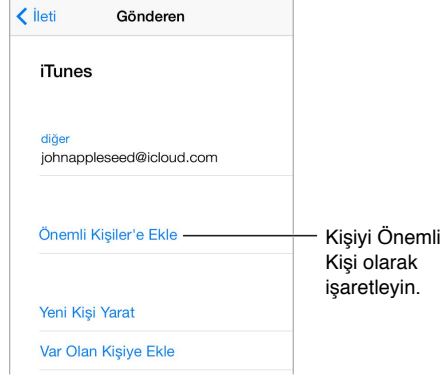 İleti Gönderen
iTunes
diğer
johnappleseed@icloud.com
Önemli Kişiler'e Ekle
Kişiyi Önemli
Kişi olarak
işaretleyin.
Yeni Kişi Yarat
Var Olan Kişiye Ekle